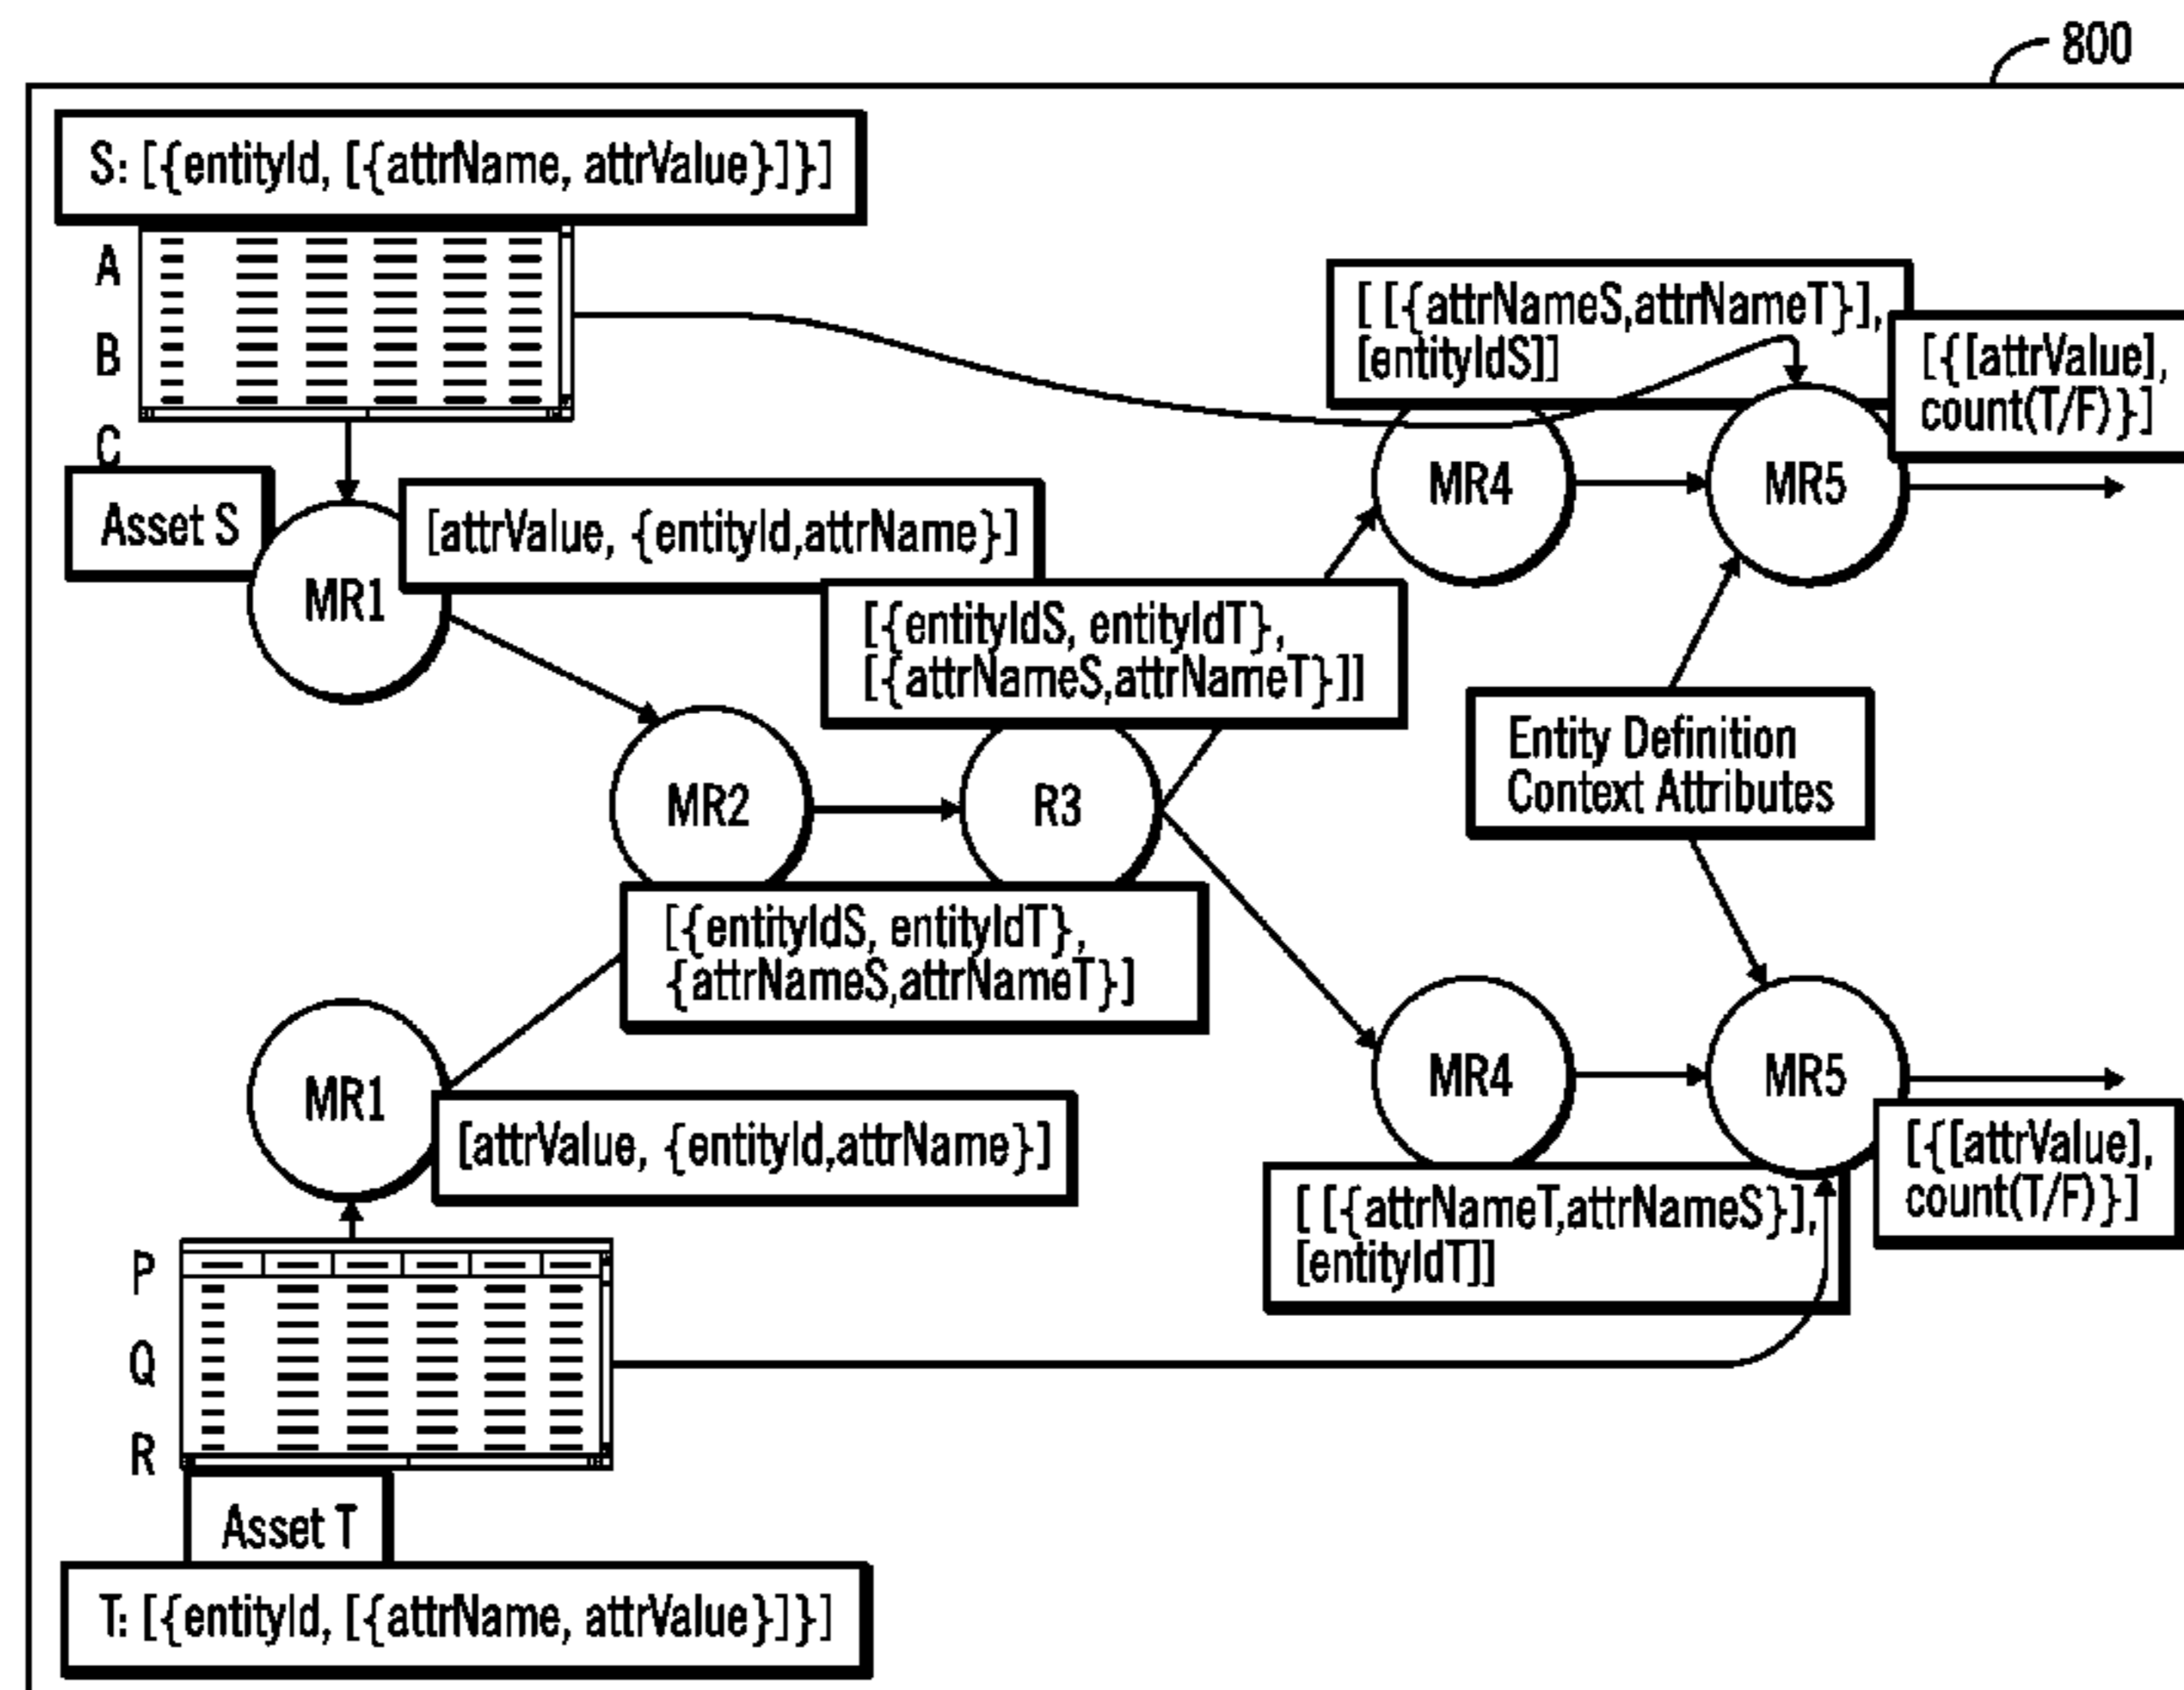 800
S: [{entityId, [{attrName, attrValue}]}]
A
B
C
Asset S
MR1
[attrValue, {entityId,attrName}]
[{entityIdS, entityIdT},
[{attrNameS,attrNameT}]]
[ [{attrNameS,attrNameT}],
[entityIdS]]
[{[attrValue],
count(T/F)}]
MR4
MR5
MR2
R3
Entity Definition
Context Attributes
[{entityIdS, entityIdT},
{attrNameS,attrNameT}]
MR1
[attrValue, {entityId,attrName}]
MR4
MR5
[ [{attrNameT,attrNameS}],
[entityIdT]]
[{[attrValue],
count(T/F)}]
P
Q
R
Asset T
T: [{entityId, [{attrName, attrValue}]}]